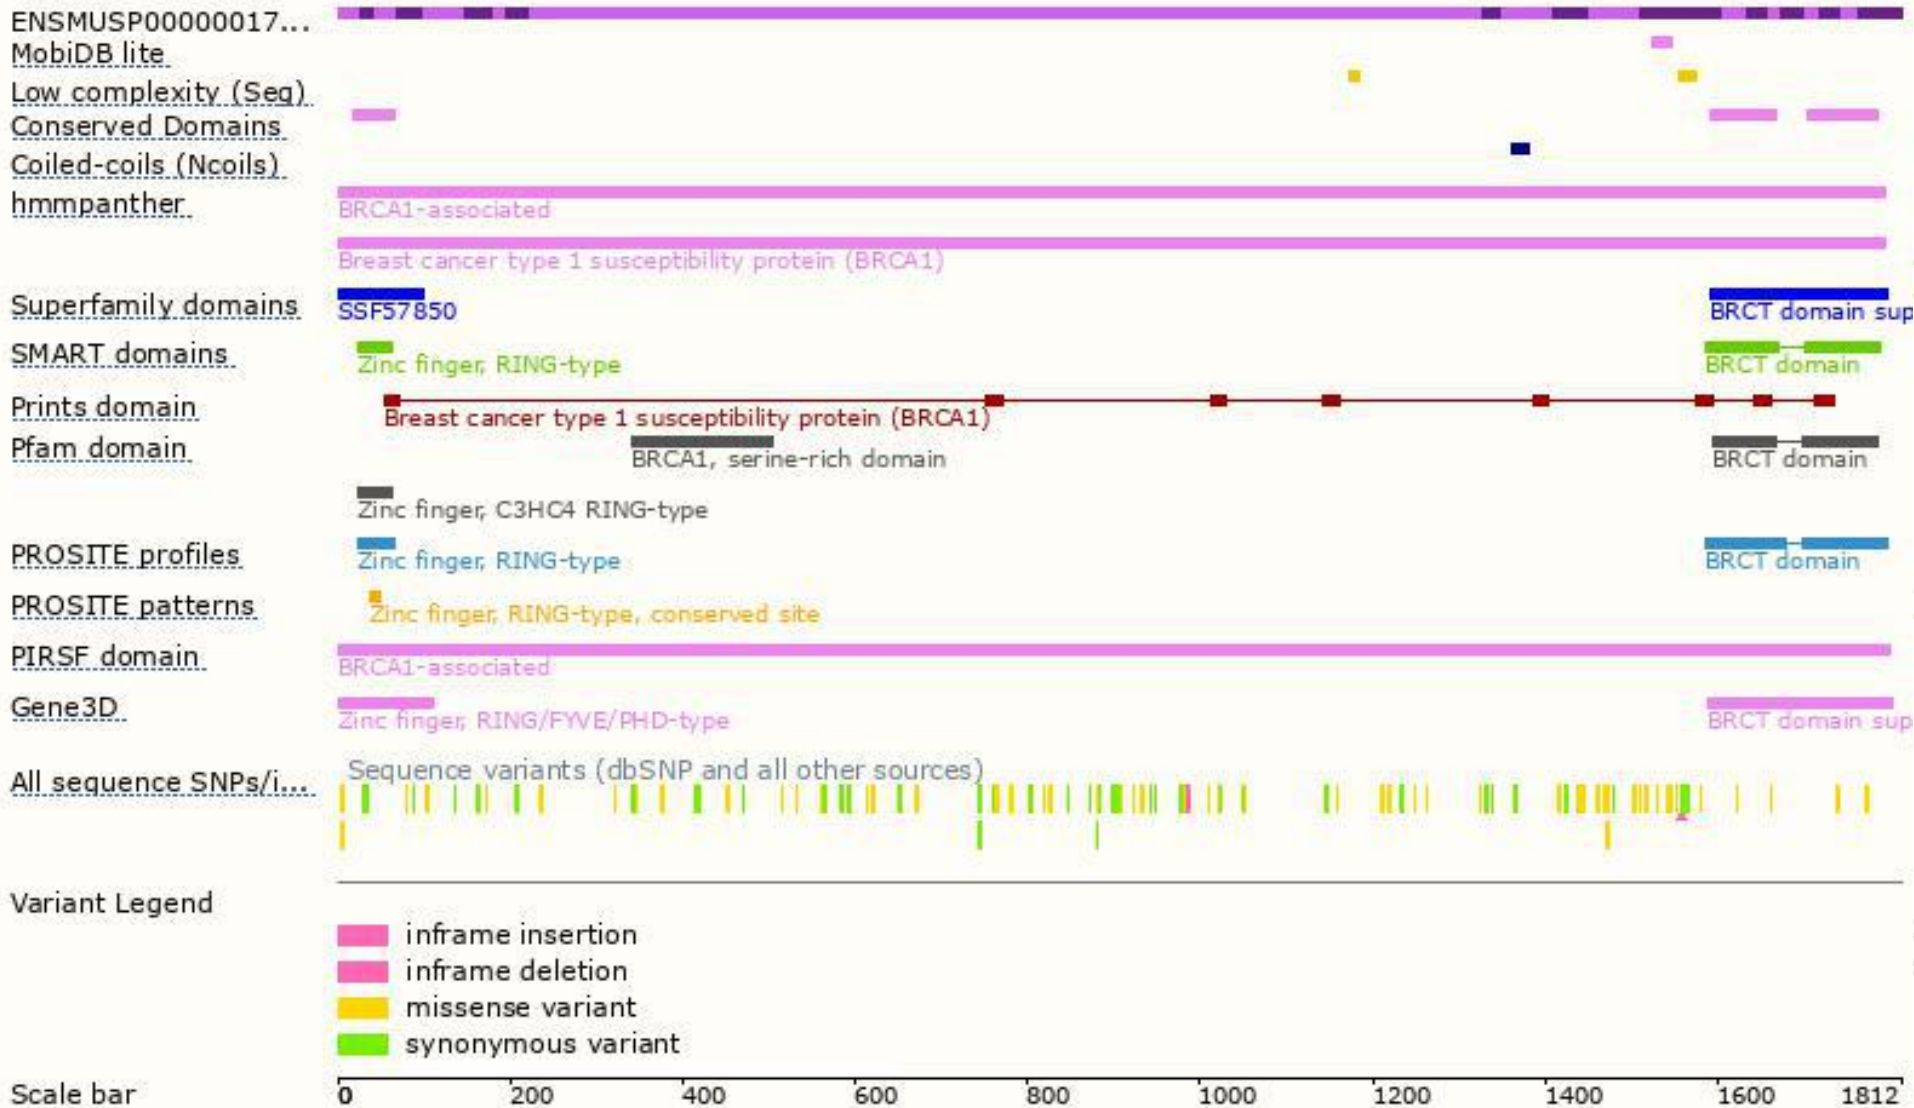 ENSMUSP00000017...
MobiDB lite
Low complexity (Seg)
Conserved Domains
Coiled-coils (Ncoils)
hmmpanther
BRCA1-associated
Breast cancer type 1 susceptibility protein (BRCA1)
Superfamily domains
SSF57850
BRCT domain sup
SMART domains
Zinc finger, RING-type
BRCT domain
Prints domain
Breast cancer type 1 susceptibility protein (BRCA1)
Pfam domain
BRCA1, serine-rich domain
BRCT domain
Zinc finger, C3HC4 RING-type
PROSITE profiles
Zinc finger, RING-type
BRCT domain
PROSITE patterns
Zinc finger, RING-type, conserved site
PIRSF domain
BRCA1-associated
Gene3D
Zinc finger, RING/FYVE/PHD-type
BRCT domain sup
All sequence SNPs/i...
Sequence variants (dbSNP and all other sources)
Variant Legend
inframe insertion
inframe deletion
missense variant
synonymous variant
Scale bar
0 200 400 600 800 1000 1200 1400 1600 1812